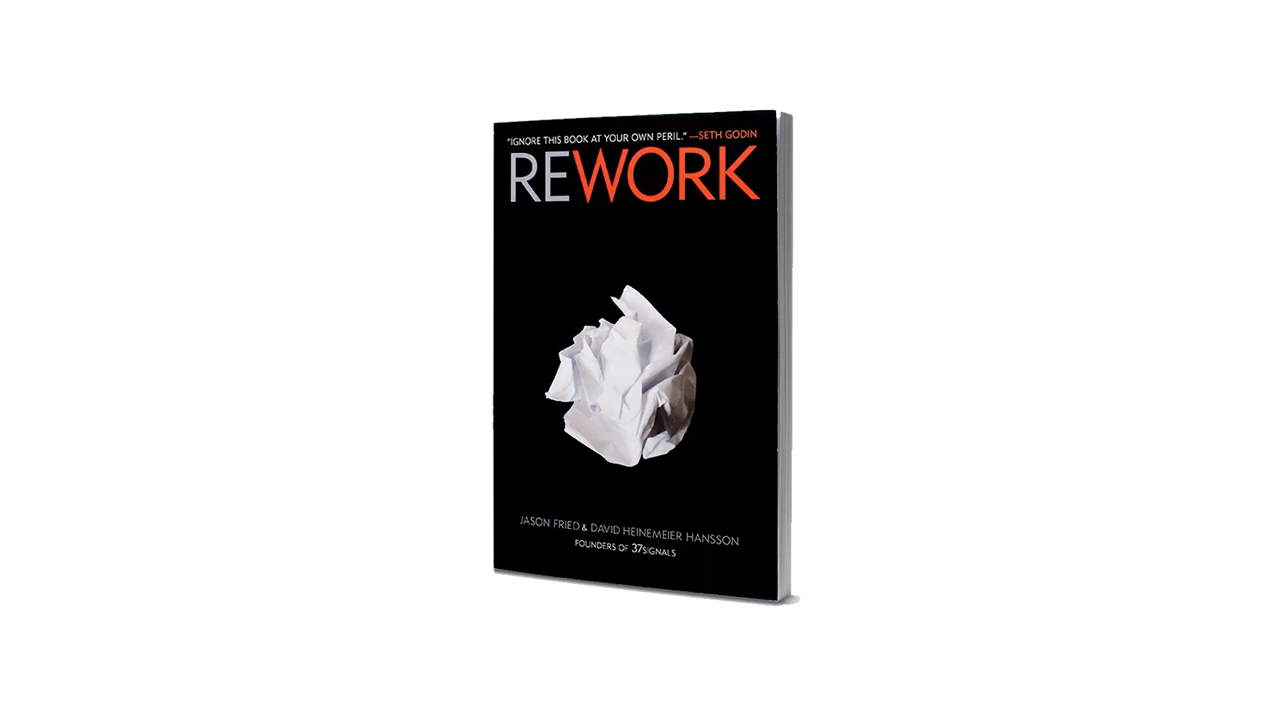 "IGNORE THIS BOOK AT YOUR OWN PERIL." —SETH GODIN
REWORK
JASON FRIED & DAVID HEINEMEIER HANSSON
FOUNDERS OF 37SIGNALS